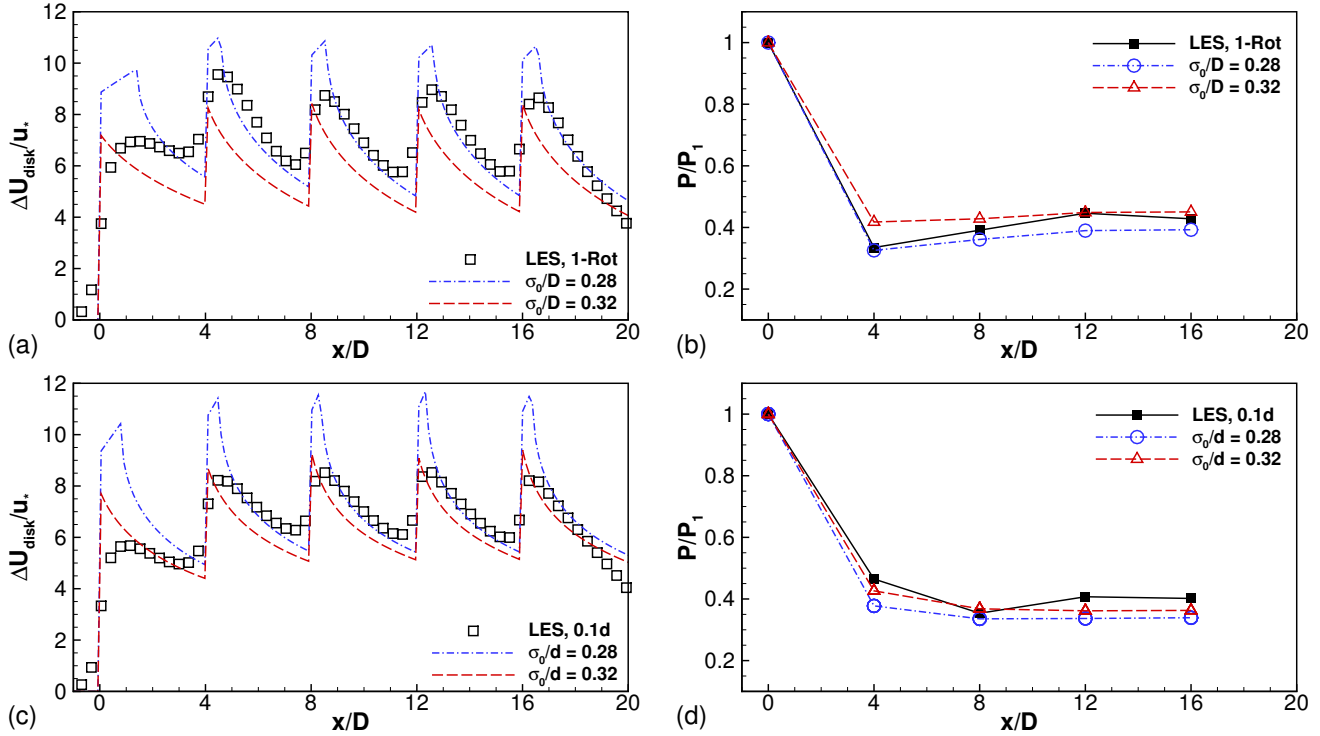 12
10
8
6
4
2
0
ΔU_disk/u_*
LES, 1-Rot
σ₀/D = 0.28
σ₀/D = 0.32
0 4 8 12 16 20
x/D
(a)
1
0.8
0.6
0.4
0.2
P/P₁
LES, 1-Rot
σ₀/D = 0.28
σ₀/D = 0.32
0 4 8 12 16 20
x/D
(b)
12
10
8
6
4
2
0
ΔU_disk/u_*
LES, 0.1d
σ₀/d = 0.28
σ₀/d = 0.32
0 4 8 12 16 20
x/D
(c)
1
0.8
0.6
0.4
0.2
P/P₁
LES, 0.1d
σ₀/d = 0.28
σ₀/d = 0.32
0 4 8 12 16 20
x/D
(d)